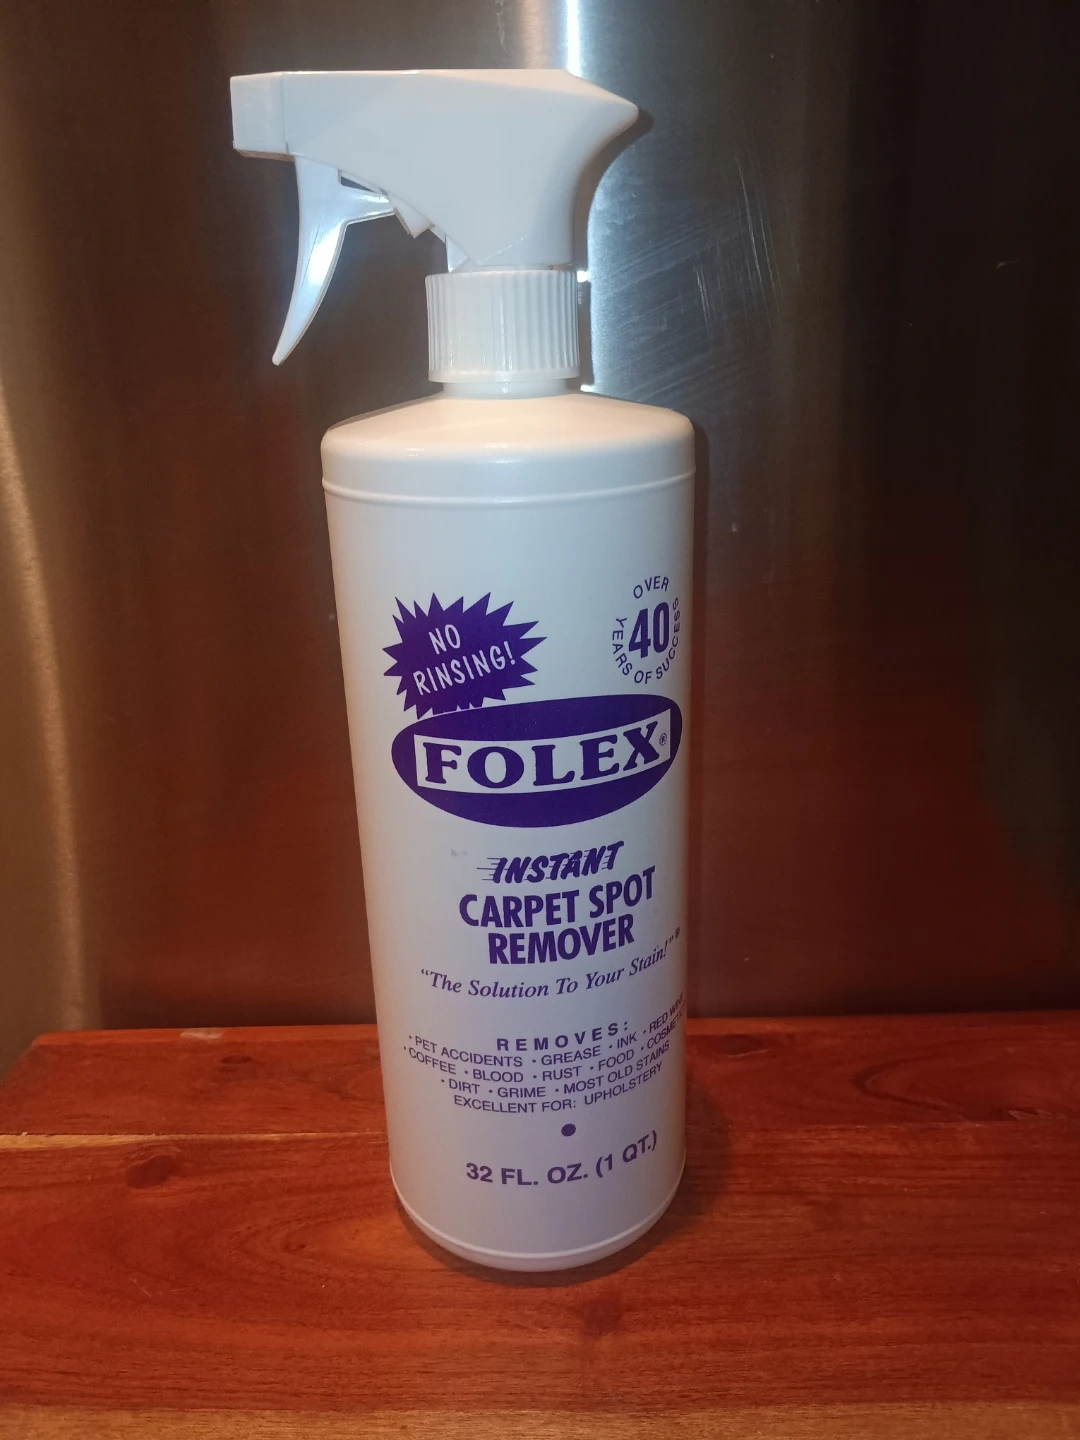 NO
RINSING!
OVER
40
YEARS OF SUCCESS
FOLEX®
INSTANT
CARPET SPOT
REMOVER
"The Solution To Your Stain!"®
REMOVES:
• PET ACCIDENTS • GREASE • INK • RED
• COFFEE • BLOOD • RUST • FOOD •
• DIRT • GRIME • MOST OLD STAINS
EXCELLENT FOR: UPHOLSTERY
32 FL. OZ. (1 QT.)